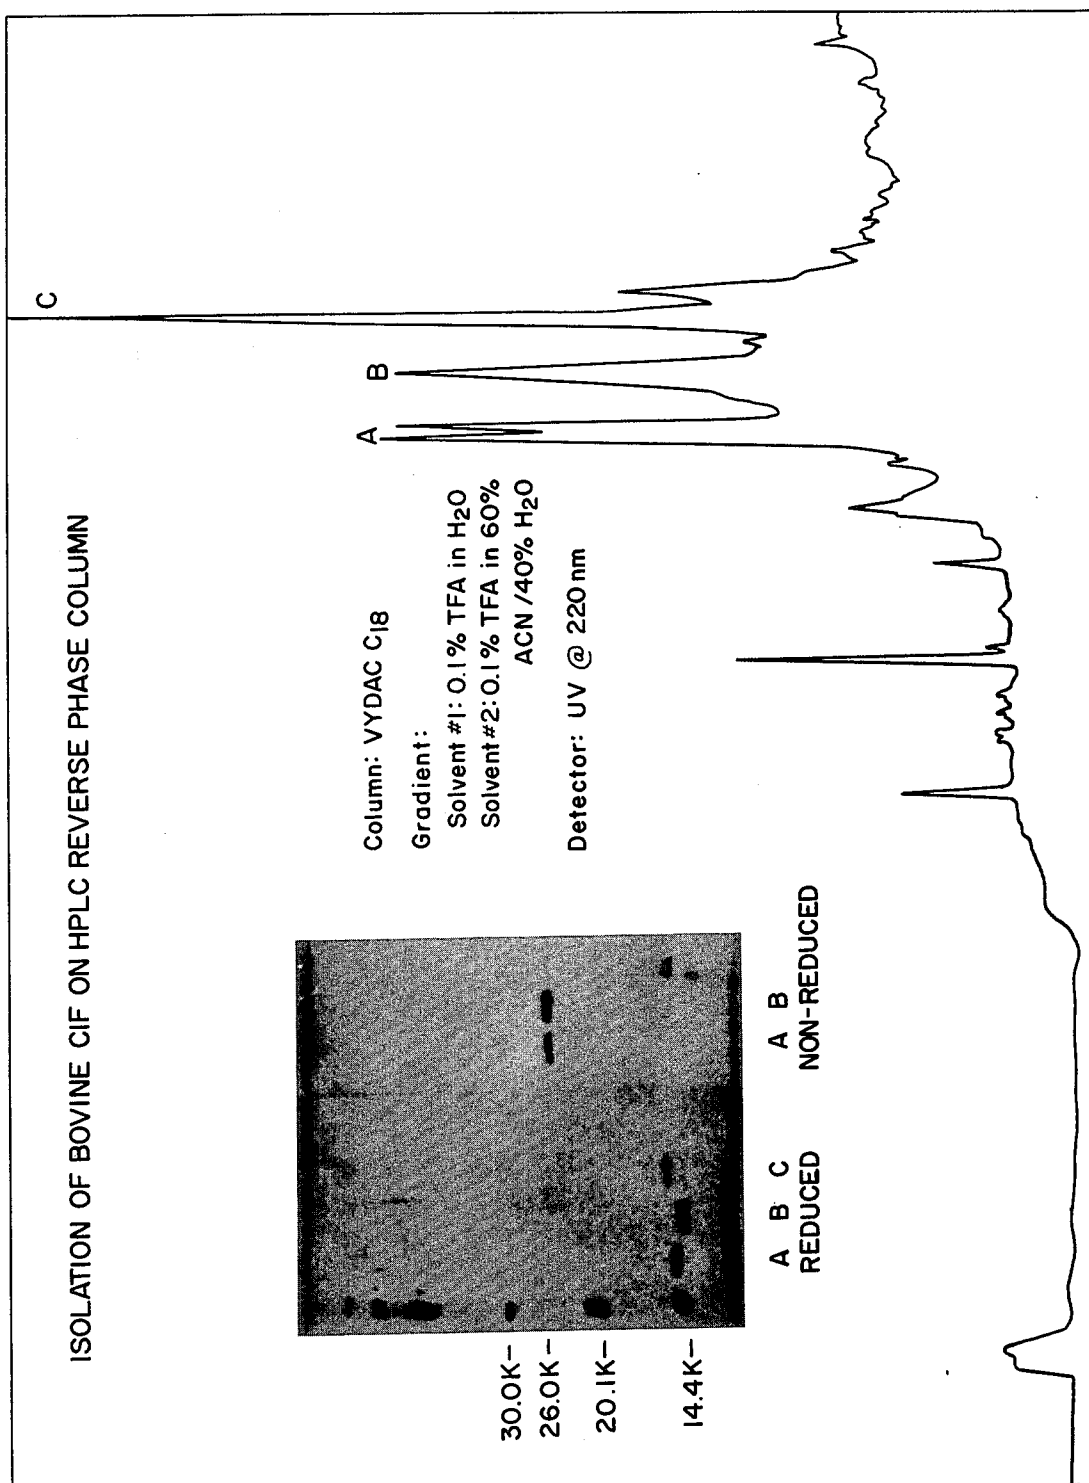 ISOLATION OF BOVINE CIF ON HPLC REVERSE PHASE COLUMN
C
B
A
Column: VYDAC C18
Gradient:
Solvent #1: 0.1% TFA in H2O
Solvent #2: 0.1% TFA in 60%
ACN/40% H2O
Detector: UV @ 220nm
30.0K–
26.0K–
20.1K–
14.4K–
A B C
REDUCED
A B
NON-REDUCED